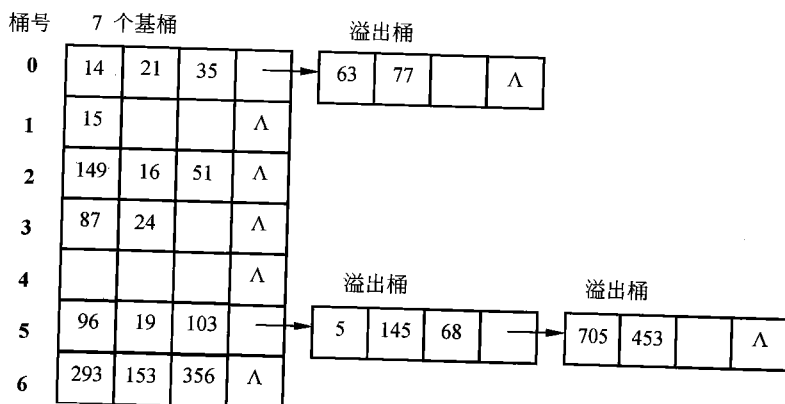 桶号 7 个基桶 溢出桶
0 14 21 35 63 77 Λ
1 15 Λ
2 149 16 51 Λ
3 87 24 Λ
4 Λ
溢出桶 溢出桶
5 96 19 103 5 145 68 705 453 Λ
6 293 153 356 Λ